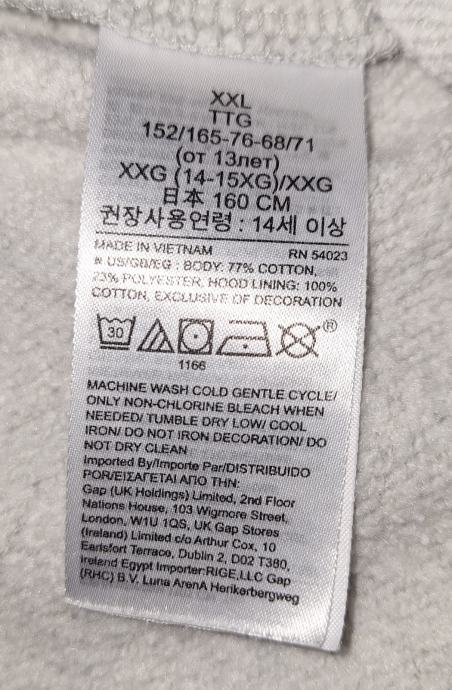 XXL
TTG
152/165-76-68/71
(от 13лет)
XXG (14-15XG)/XXG
日本 160 CM
권장사용연령 : 14세 이상
MADE IN VIETNAM RN 54023
US/GB/EG : BODY: 77% COTTON,
23% POLYESTER, HOOD LINING: 100%
COTTON, EXCLUSIVE OF DECORATION
30
®
1166
MACHINE WASH COLD GENTLE CYCLE/
ONLY NON-CHLORINE BLEACH WHEN
NEEDED/ TUMBLE DRY LOW/ COOL
IRON/ DO NOT IRON DECORATION/ DO
NOT DRY CLEAN
Imported By/Importe Par/DISTRIBUIDO
POR/ΕΙΣΑΓΕΤΑΙ ΑΠΟ ΤΗΝ:
Gap (UK Holdings) Limited, 2nd Floor
Nations House, 103 Wigmore Street,
London, W1U 1QS, UK Gap Stores
(Ireland) Limited c/o Arthur Cox, 10
Earlsfort Terrace, Dublin 2, D02 T380,
Ireland Egypt Importer:RIGE,LLC Gap
(RHC) B.V. Luna ArenA Herikerbergweg